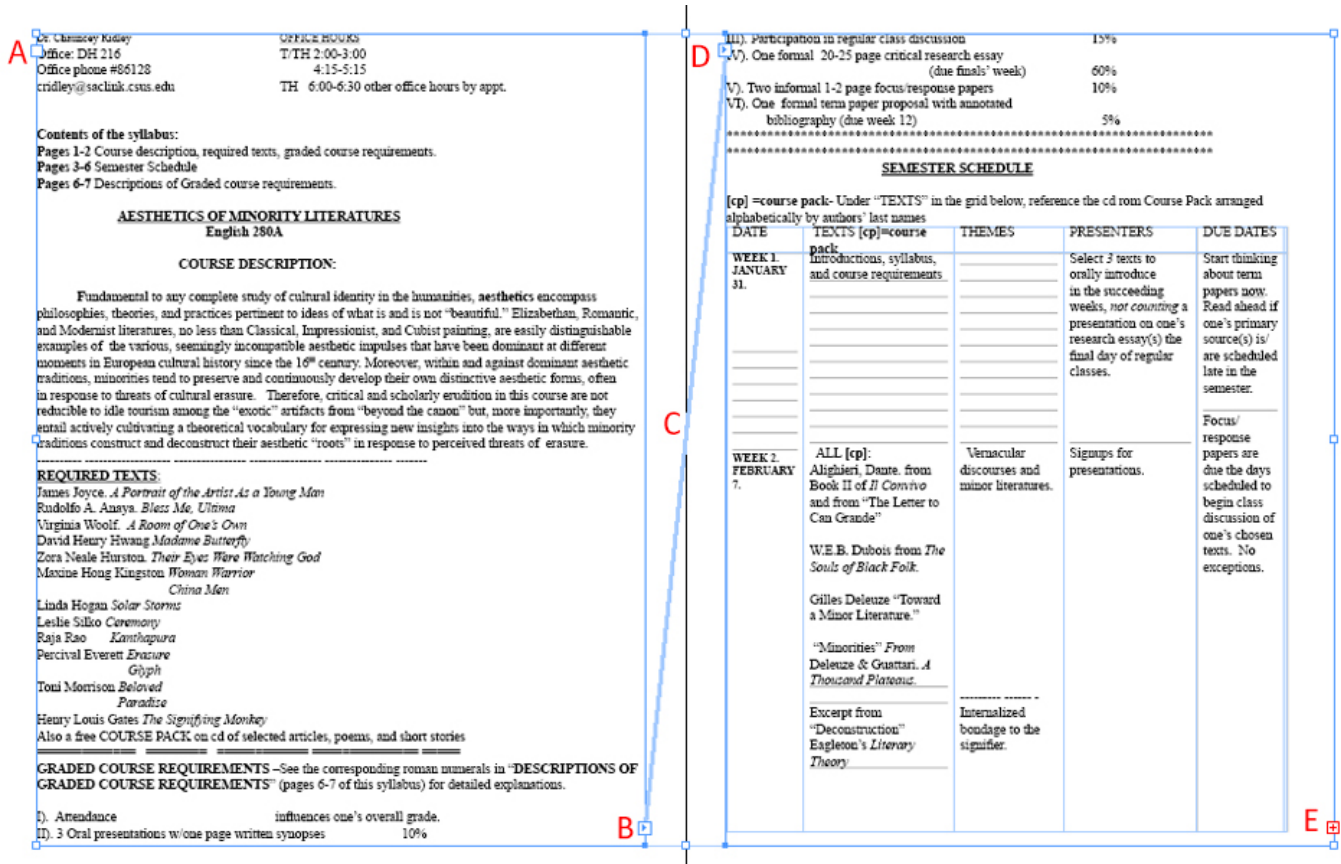 A
Dr. Chauncey Ridley OFFICE HOURS
Office: DH 216 T/TH 2:00-3:00
Office phone #86128 4:15-5:15
cridley@saclink.csus.edu TH 6:00-6:30 other office hours by appt.
Contents of the syllabus:
Pages 1-2 Course description, required texts, graded course requirements.
Pages 3-6 Semester Schedule
Pages 6-7 Descriptions of Graded course requirements.
AESTHETICS OF MINORITY LITERATURES
English 280A
COURSE DESCRIPTION:
Fundamental to any complete study of cultural identity in the humanities, aesthetics encompass
philosophies, theories, and practices pertinent to ideas of what is and is not “beautiful.” Elizabethan, Romantic,
and Modernist literatures, no less than Classical, Impressionist, and Cubist painting, are easily distinguishable
examples of the various, seemingly incompatible aesthetic impulses that have been dominant at different
moments in European cultural history since the 16th century. Moreover, within and against dominant aesthetic
traditions, minorities tend to preserve and continuously develop their own distinctive aesthetic forms, often
in response to threats of cultural erasure. Therefore, critical and scholarly erudition in this course are not
reducible to idle tourism among the “exotic” artifacts from “beyond the canon” but, more importantly, they
entail actively cultivating a theoretical vocabulary for expressing new insights into the ways in which minority
traditions construct and deconstruct their aesthetic “roots” in response to perceived threats of erasure.
REQUIRED TEXTS:
James Joyce. A Portrait of the Artist As a Young Man
Rudolfo A. Anaya. Bless Me, Ultima
Virginia Woolf. A Room of One's Own
David Henry Hwang Madame Butterfly
Zora Neale Hurston. Their Eyes Were Watching God
Maxine Hong Kingston Woman Warrior
China Men
Linda Hogan Solar Storms
Leslie Silko Ceremony
Raja Rao Kanthapura
Percival Everett Erasure
Glyph
Toni Morrison Beloved
Paradise
Henry Louis Gates The Signifying Monkey
Also a free COURSE PACK on cd of selected articles, poems, and short stories
GRADED COURSE REQUIREMENTS –See the corresponding roman numerals in “DESCRIPTIONS OF
GRADED COURSE REQUIREMENTS” (pages 6-7 of this syllabus) for detailed explanations.
I). Attendance influences one's overall grade.
II). 3 Oral presentations w/one page written synopses 10%
B
C
D
III). Participation in regular class discussion 15%
IV). One formal 20-25 page critical research essay
(due finals' week) 60%
V). Two informal 1-2 page focus/response papers 10%
VI). One formal term paper proposal with annotated
bibliography (due week 12) 5%
SEMESTER SCHEDULE
[cp] =course pack- Under “TEXTS” in the grid below, reference the cd rom Course Pack arranged
alphabetically by authors' last names
DATE
TEXTS [cp]=course
pack
THEMES
PRESENTERS
DUE DATES
WEEK 1.
JANUARY
31.
Introductions, syllabus,
and course requirements
Select 3 texts to
orally introduce
in the succeeding
weeks, not counting a
presentation on one's
research essay(s) the
final day of regular
classes.
Start thinking
about term
papers now.
Read ahead if
one's primary
source(s) is/
are scheduled
late in the
semester.
Focus/
response
papers are
due the days
scheduled to
begin class
discussion of
one's chosen
texts. No
exceptions.
WEEK 2.
FEBRUARY
7.
ALL [cp]:
Alighieri, Dante. from
Book II of Il Convivo
and from “The Letter to
Can Grande”
W.E.B. Dubois from The
Souls of Black Folk.
Gilles Deleuze “Toward
a Minor Literature.”
“Minorities” From
Deleuze & Guattari. A
Thousand Plateaus.
Excerpt from
“Deconstruction”
Eagleton's Literary
Theory
Vernacular
discourses and
minor literatures.
Internalized
bondage to the
signifier.
Signups for
presentations.
E